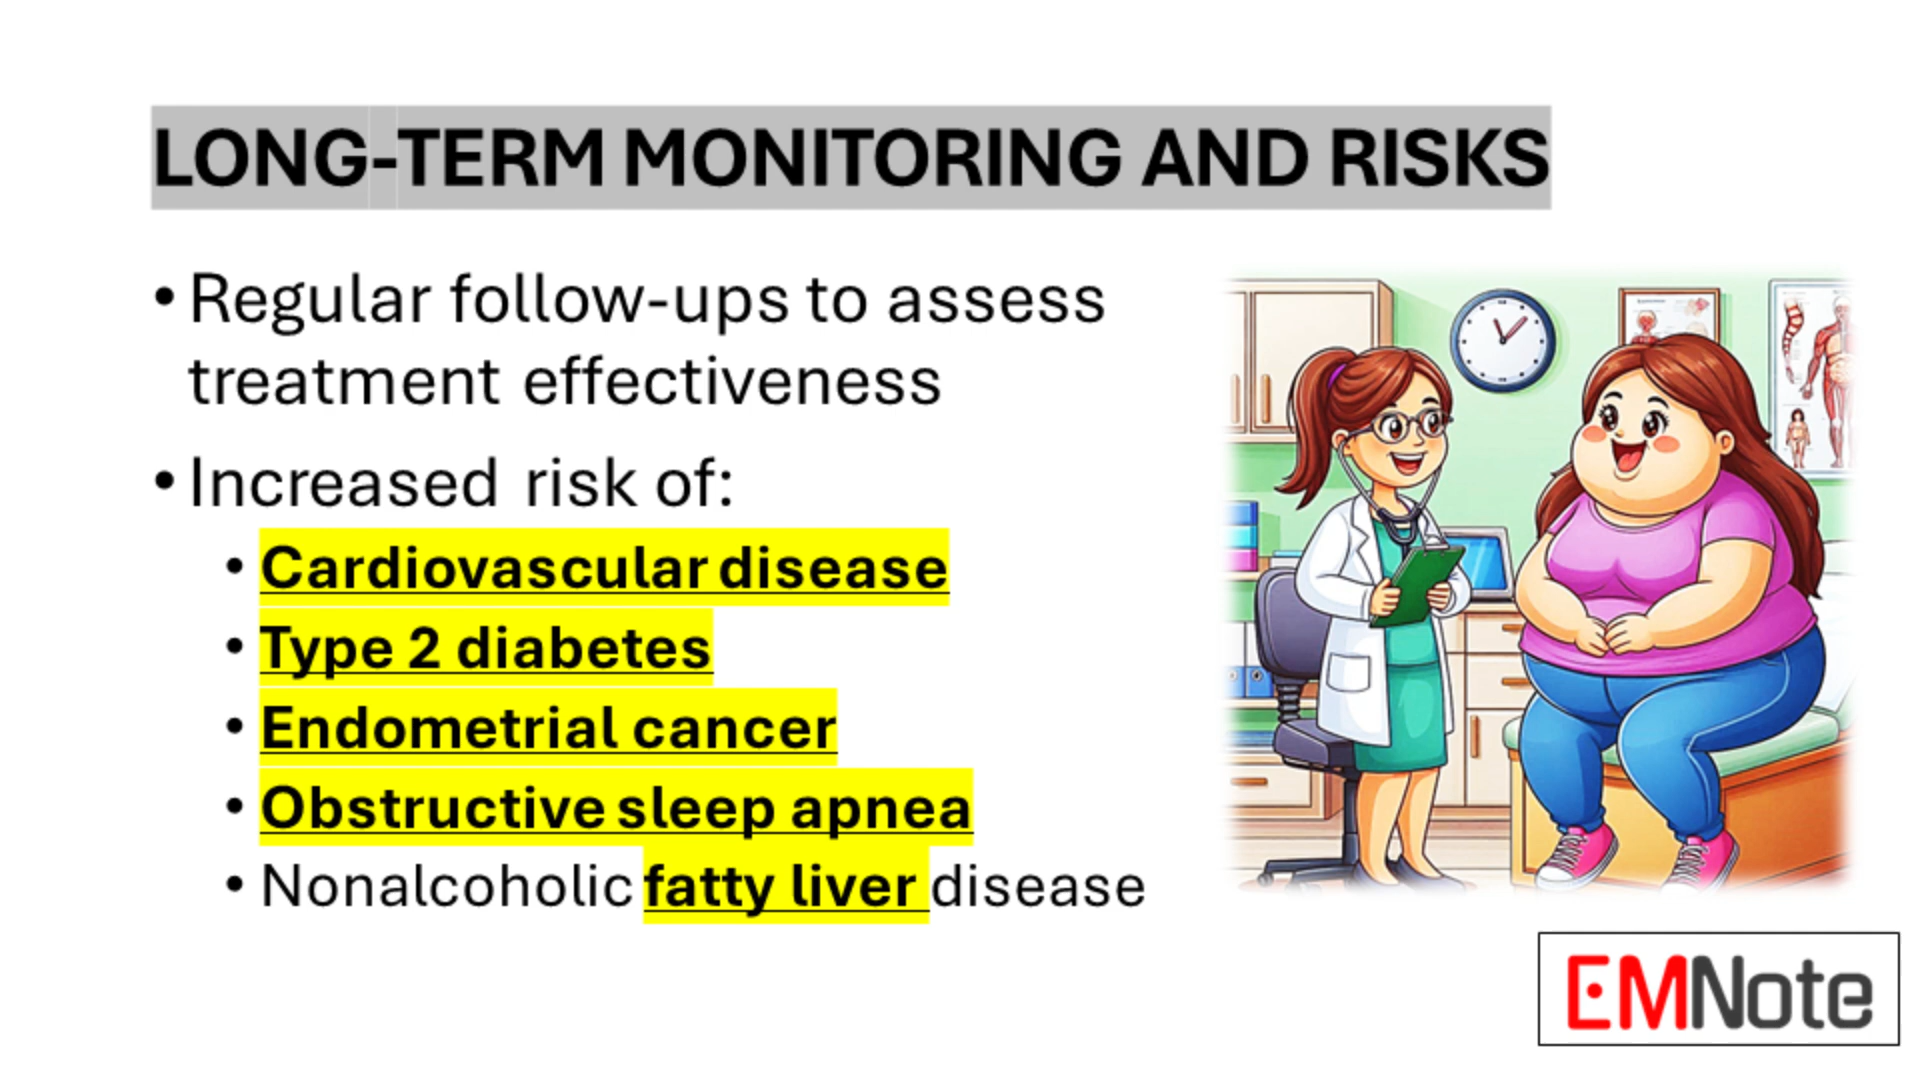 LONG-TERM MONITORING AND RISKS
• Regular follow-ups to assess
treatment effectiveness
• Increased risk of:
• Cardiovascular disease
• Type 2 diabetes
• Endometrial cancer
• Obstructive sleep apnea
• Nonalcoholic fatty liver disease
EMNote